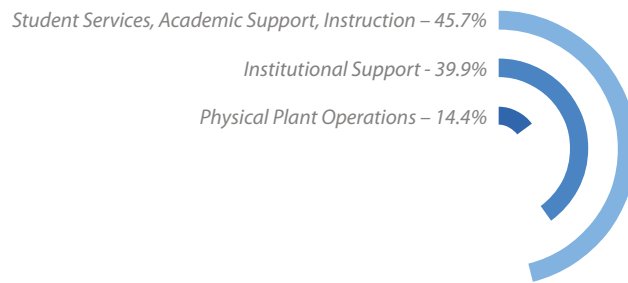 Student Services, Academic Support, Instruction – 45.7%
Institutional Support - 39.9%
Physical Plant Operations – 14.4%